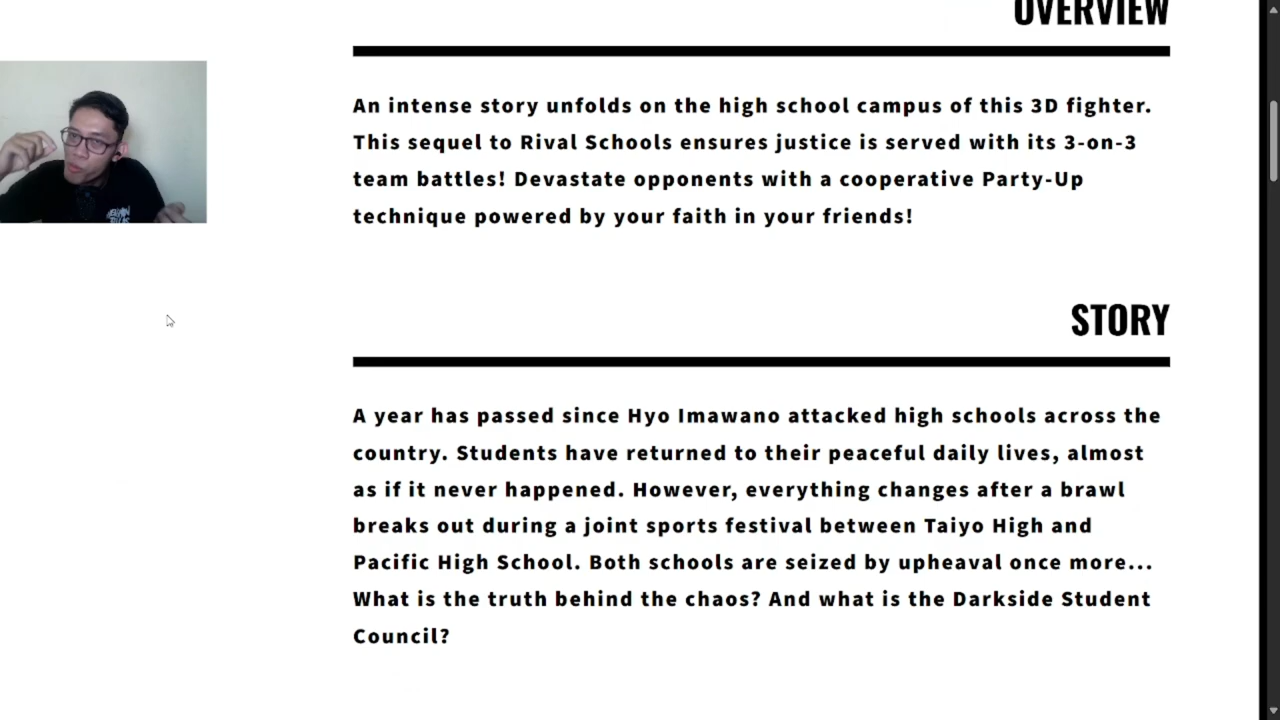 OVERVIEW
An intense story unfolds on the high school campus of this 3D fighter.
This sequel to Rival Schools ensures justice is served with its 3-on-3
team battles! Devastate opponents with a cooperative Party-Up
technique powered by your faith in your friends!
STORY
A year has passed since Hyo Imawano attacked high schools across the
country. Students have returned to their peaceful daily lives, almost
as if it never happened. However, everything changes after a brawl
breaks out during a joint sports festival between Taiyo High and
Pacific High School. Both schools are seized by upheaval once more...
What is the truth behind the chaos? And what is the Darkside Student
Council?